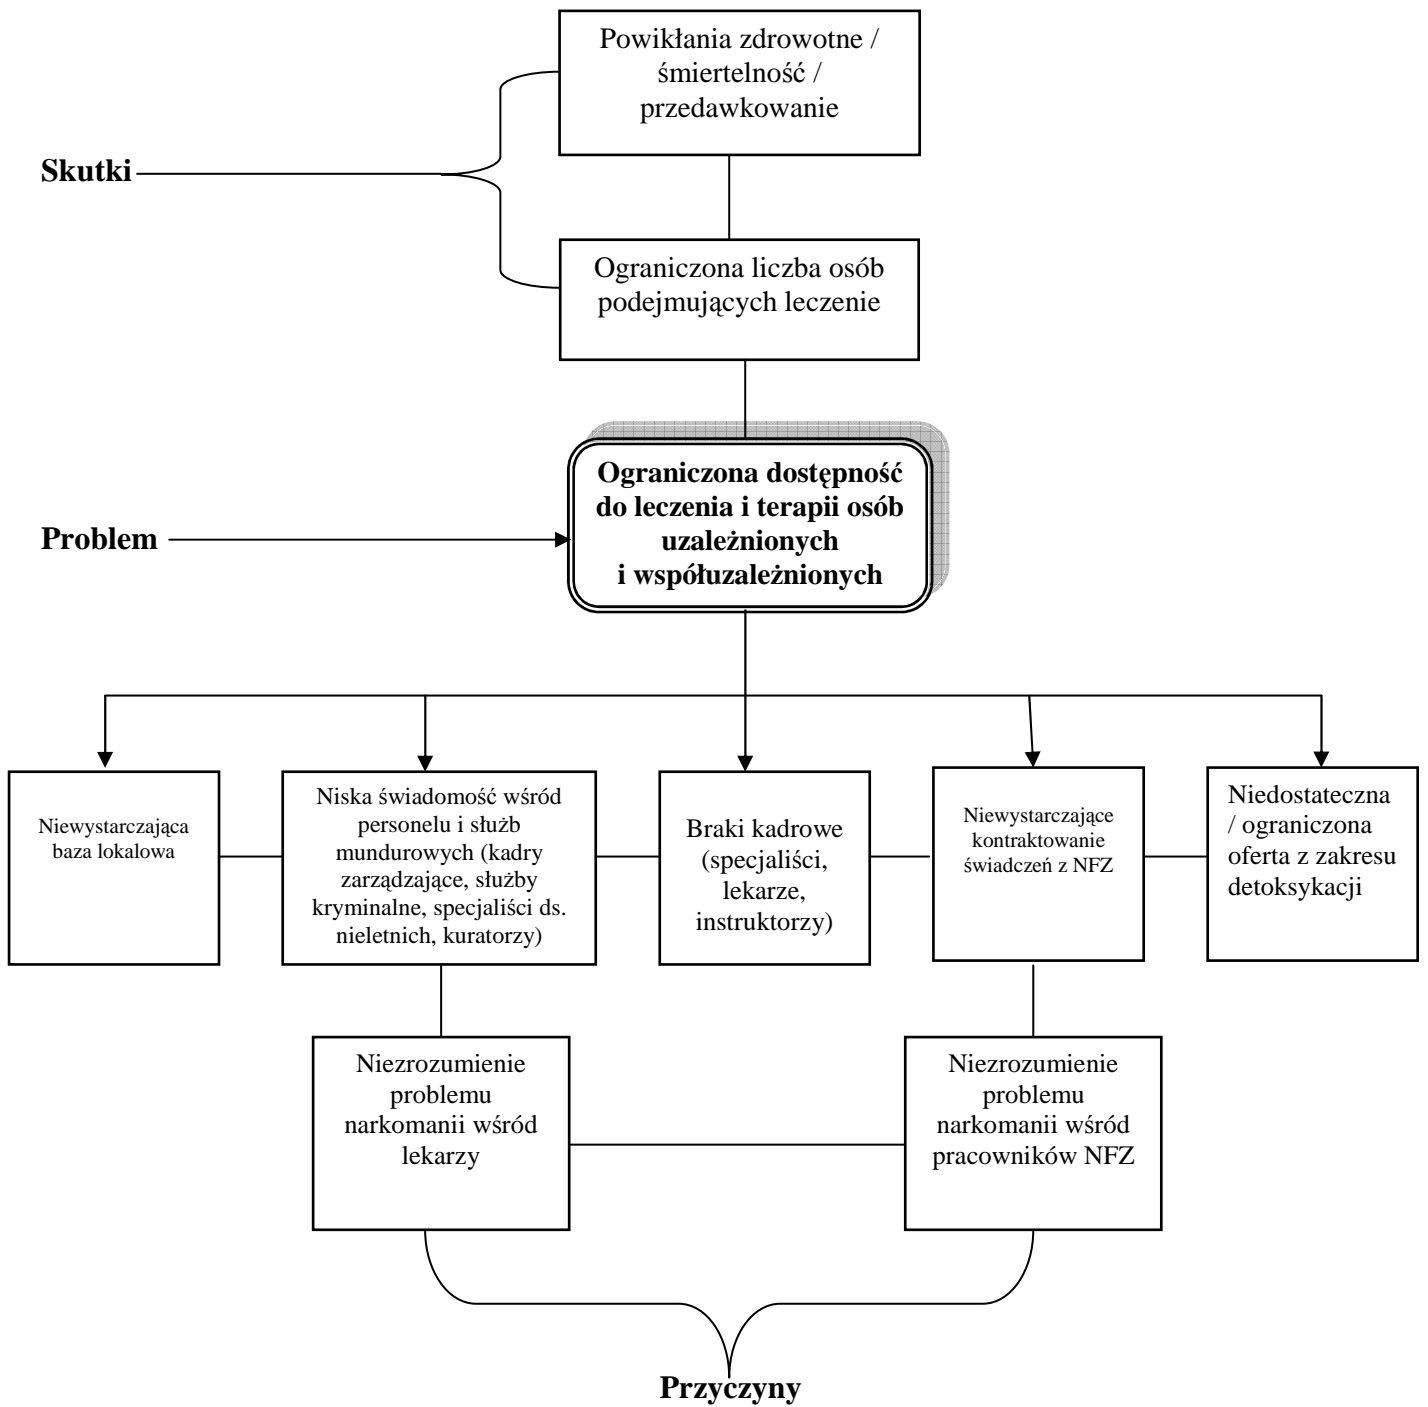 Powikłania zdrowotne /
śmiertelność /
przedawkowanie
Skutki
Ograniczona liczba osób
podejmujących leczenie
Ograniczona dostępność
do leczenia i terapii osób
uzależnionych
i współuzależnionych
Problem
Niewystarczająca
baza lokalowa
Niska świadomość wśród
personelu i służb
mundurowych (kadry
zarządzające, służby
kryminalne, specjaliści ds.
nieletnich, kuratorzy)
Braki kadrowe
(specjaliści,
lekarze,
instruktorzy)
Niewystarczające
kontraktowanie
świadczeń z NFZ
Niedostateczna
/ ograniczona
oferta z zakresu
detoksykacji
Niezrozumienie
problemu
narkomanii wśród
lekarzy
Niezrozumienie
problemu
narkomanii wśród
pracowników NFZ
Przyczyny